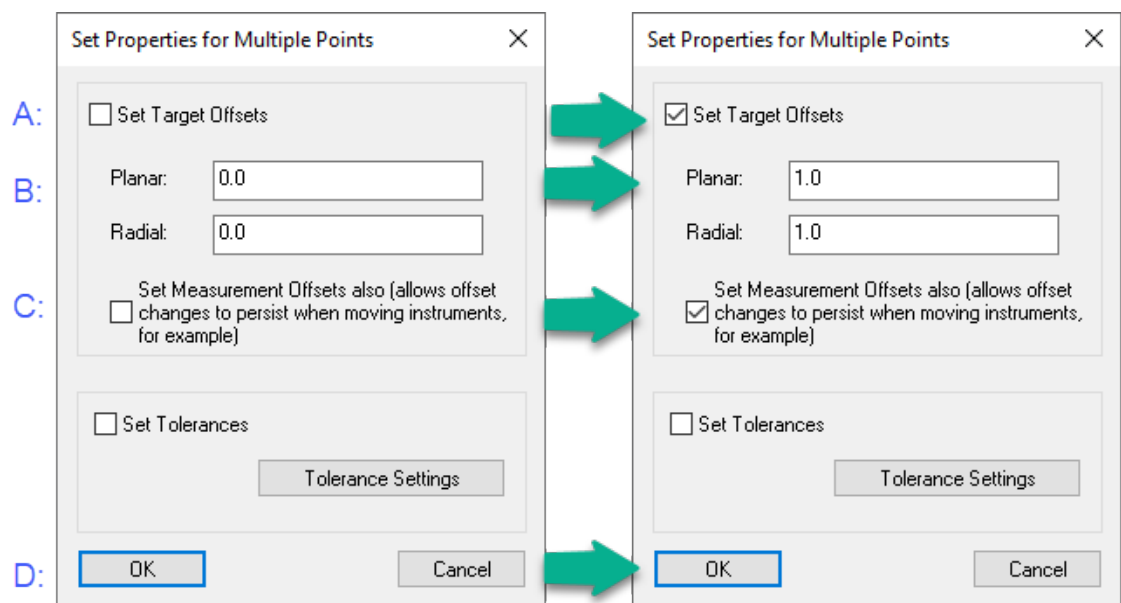 Set Properties for Multiple Points
A:
Set Target Offsets
B:
Planar: 0.0
Radial: 0.0
C:
Set Measurement Offsets also (allows offset
changes to persist when moving instruments,
for example)
Set Tolerances
Tolerance Settings
D:
OK Cancel
Set Properties for Multiple Points
Set Target Offsets
Planar: 1.0
Radial: 1.0
Set Measurement Offsets also (allows offset
changes to persist when moving instruments,
for example)
Set Tolerances
Tolerance Settings
OK Cancel